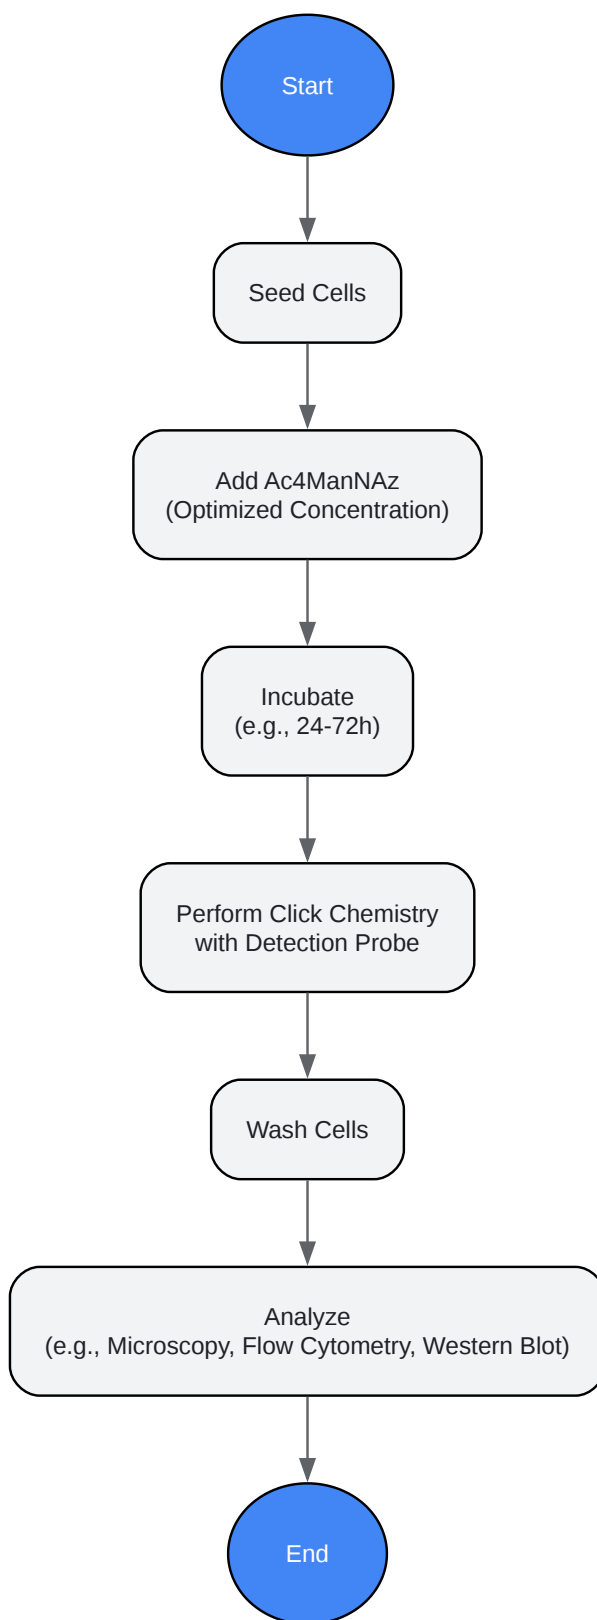 Start
Seed Cells
Add Ac4ManNAz
(Optimized Concentration)
Incubate
(e.g., 24-72h)
Perform Click Chemistry
with Detection Probe
Wash Cells
Analyze
(e.g., Microscopy, Flow Cytometry, Western Blot)
End